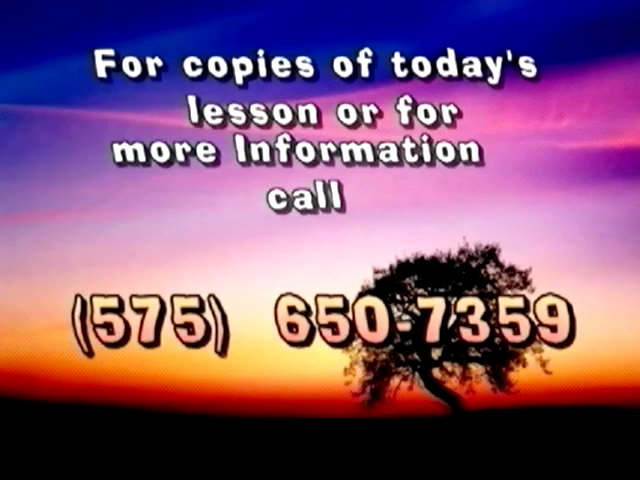 For copies of today's
lesson or for
more Information
call
(575) 650-7359